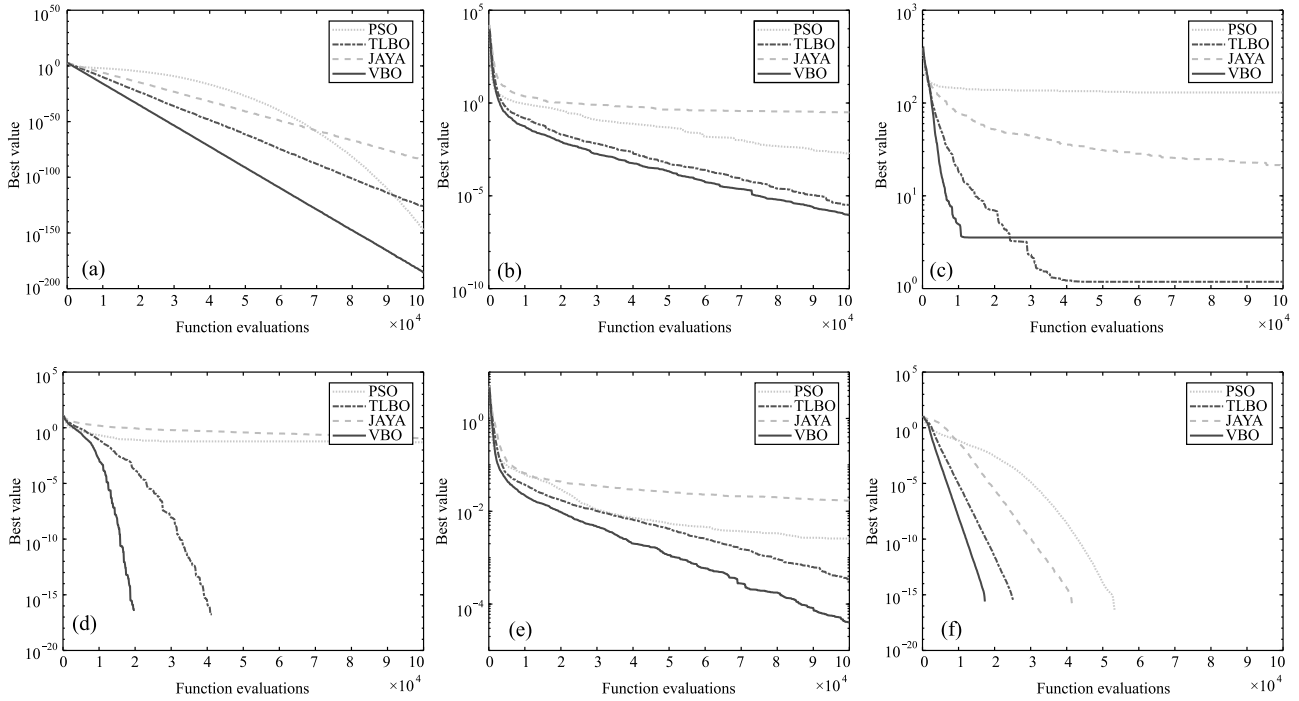 10^50
10^0
10^-50
10^-100
10^-150
10^-200
Best value
PSO
TLBO
JAYA
VBO
(a)
0 1 2 3 4 5 6 7 8 9 10
Function evaluations
×10^4
10^5
10^0
10^-5
10^-10
Best value
PSO
TLBO
JAYA
VBO
(b)
0 1 2 3 4 5 6 7 8 9 10
Function evaluations
×10^4
10^3
10^2
10^1
10^0
Best value
PSO
TLBO
JAYA
VBO
(c)
0 1 2 3 4 5 6 7 8 9 10
Function evaluations
×10^4
10^5
10^0
10^-5
10^-10
10^-15
10^-20
Best value
PSO
TLBO
JAYA
VBO
(d)
0 1 2 3 4 5 6 7 8 9 10
Function evaluations
×10^4
10^0
10^-2
10^-4
Best value
PSO
TLBO
JAYA
VBO
(e)
0 1 2 3 4 5 6 7 8 9 10
Function evaluations
×10^4
10^5
10^0
10^-5
10^-10
10^-15
10^-20
Best value
PSO
TLBO
JAYA
VBO
(f)
0 1 2 3 4 5 6 7 8 9 10
Function evaluations
×10^4